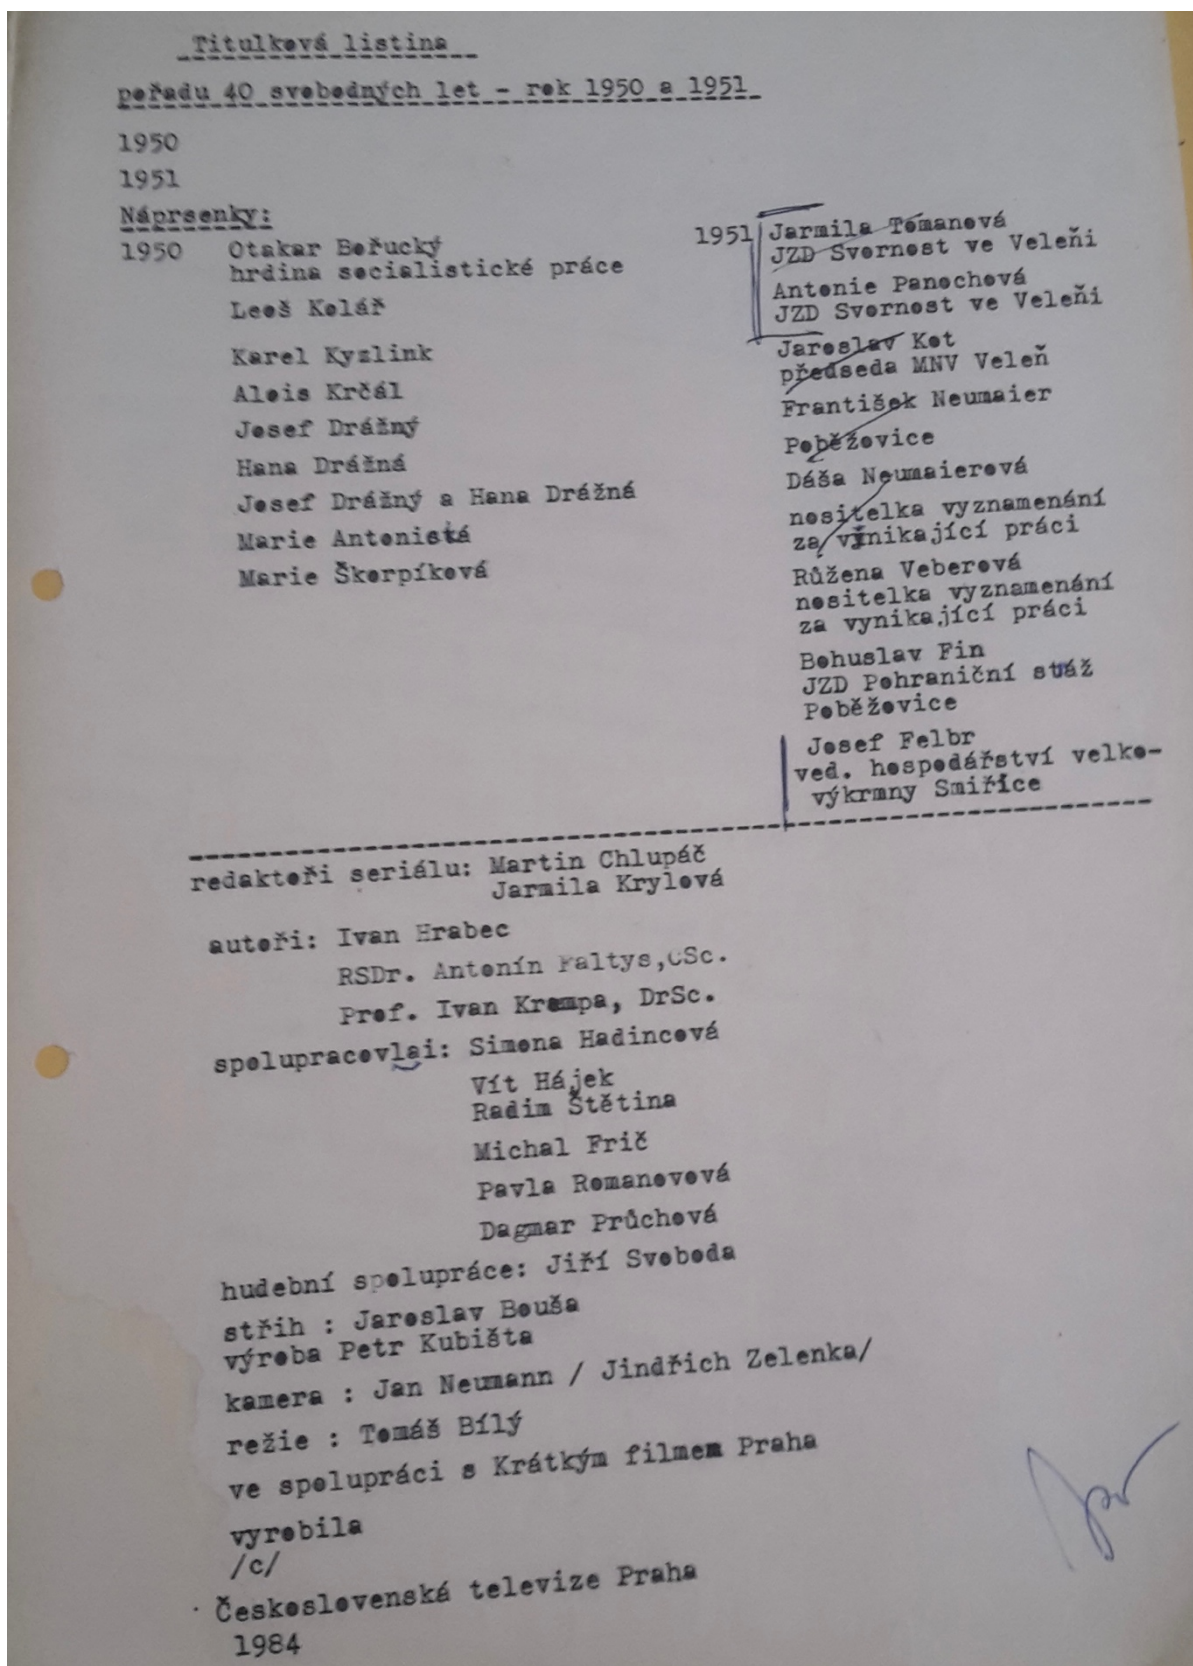 Titulková listina
pořadu 40 svobodných let - rok 1950 a 1951
1950
1951
Náprsenky:
1950 Otakar Bořucký
hrdina socialistické práce
Leoš Kolář
Karel Kyzlink
Alois Krčál
Josef Drážný
Hana Drážná
Josef Drážný a Hana Drážná
Marie Antonistá
Marie Škorpíková
1951 Jarmila Tomanová
JZD Svornost ve Veleňi
Antonie Panochová
JZD Svornost ve Veleňi
Jaroslav Kot
předseda MNV Veleň
František Neumaier
Poběžovice
Dáša Neumaierová
nositelka vyznamenání
za vynikající práci
Růžena Veberová
nositelka vyznamenání
za vynikající práci
Bohuslav Fin
JZD Pohraniční stáž
Poběžovice
Josef Felbr
ved. hospodářství velko-
výkrmny Smiřice
redaktoři seriálu: Martin Chlupáč
Jarmila Krylová
autoři: Ivan Hrabec
RSDr. Antonín Faltys,CSc.
Prof. Ivan Krempa, DrSc.
spolupracovlai: Simona Hadincová
Vít Hájek
Radim Štětina
Michal Frič
Pavla Romanovová
Dagmar Průchová
hudební spolupráce: Jiří Svoboda
střih : Jaroslav Bouša
výroba Petr Kubišta
kamera : Jan Neumann / Jindřich Zelenka/
režie : Tomáš Bílý
ve spolupráci s Krátkým filmem Praha
vyrobila
/c/
Československá televize Praha
1984